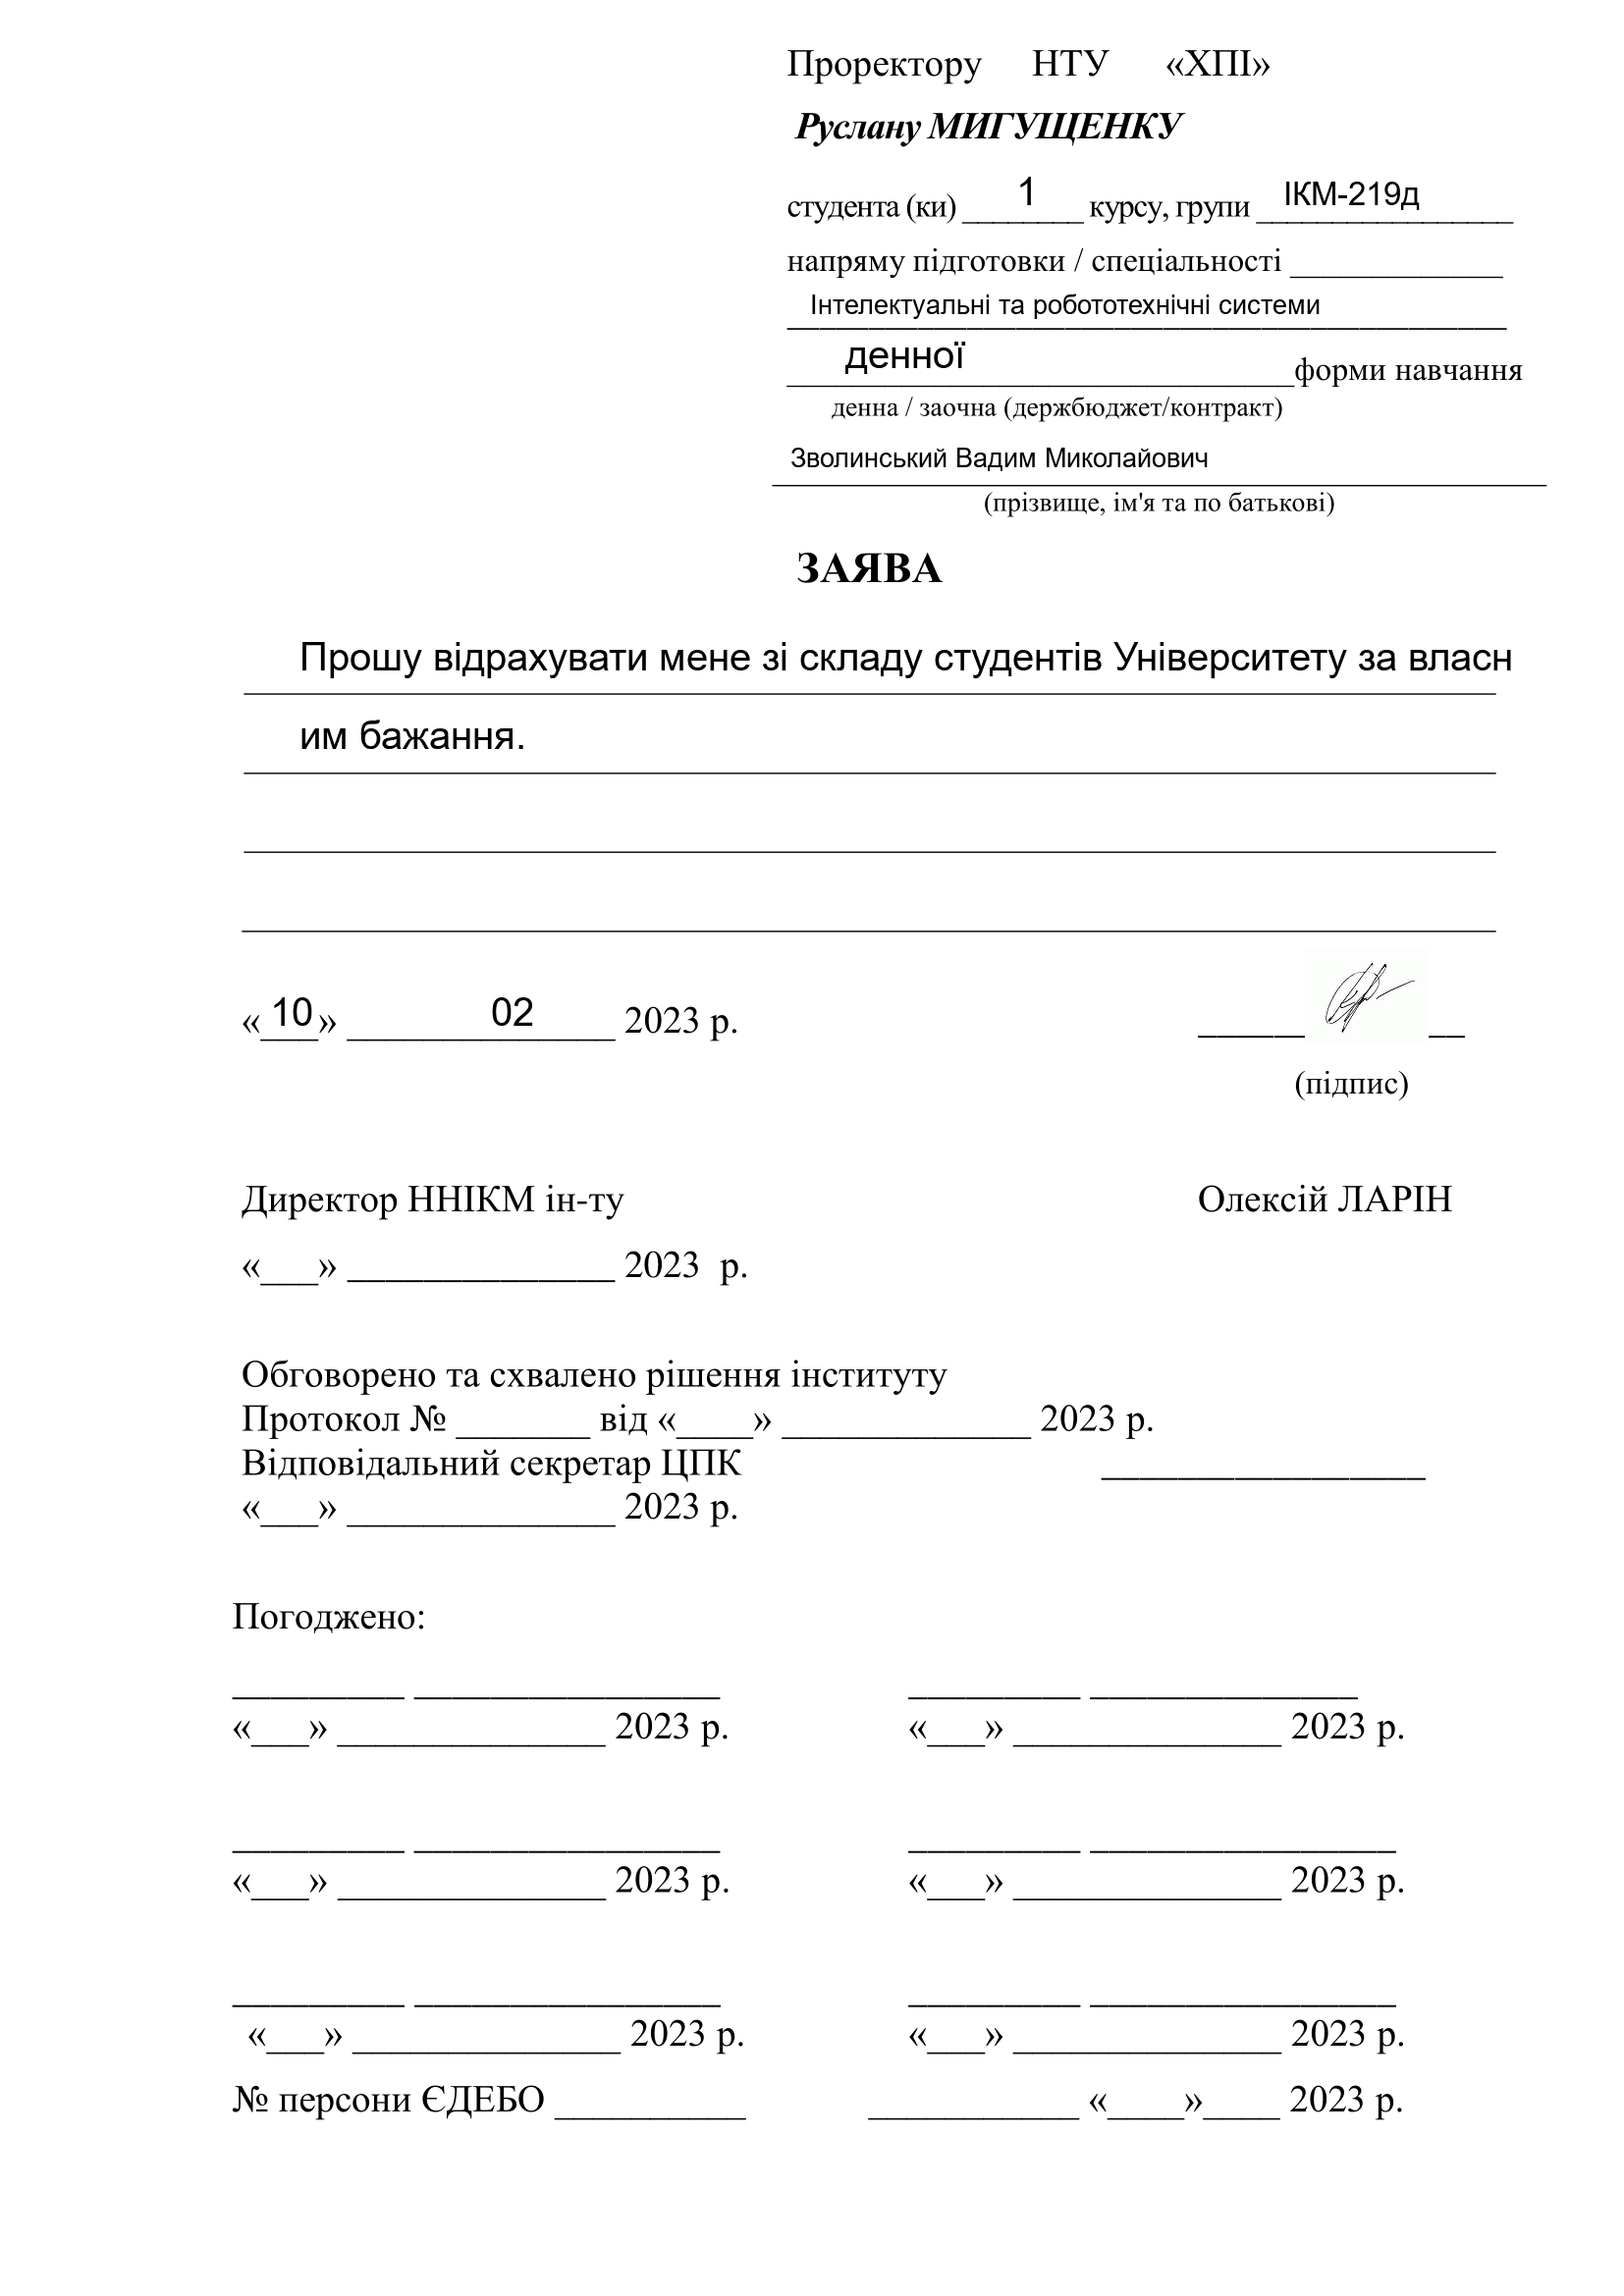 Проректору НТУ «ХПІ»
Руслану МИГУЩЕНКУ
студента (ки) ________ 1 курсу, групи ІКМ-219д
напряму підготовки / спеціальності _____________
Інтелектуальні та робототехнічні системи
денної форми навчання
денна / заочна (держбюджет/контракт)
Зволинський Вадим Миколайович
(прізвище, ім'я та по батькові)
ЗАЯВА
Прошу відрахувати мене зі складу студентів Університету за власн
им бажання.
«10» 02 2023 р.
(підпис)
Директор ННІКМ ін-ту Олексій ЛАРІН
«___» ______________ 2023 р.
Обговорено та схвалено рішення інституту
Протокол № _______ від «____» _____________ 2023 р.
Відповідальний секретар ЦПК _________________
«___» ______________ 2023 р.
Погоджено:
_________ ________________ _________ ______________
«___» ______________ 2023 р. «___» ______________ 2023 р.
_________ ________________ _________ ________________
«___» ______________ 2023 р. «___» ______________ 2023 р.
_________ ________________ _________ ________________
«___» ______________ 2023 р. «___» ______________ 2023 р.
№ персони ЄДЕБО __________ ___________ «____»____ 2023 р.